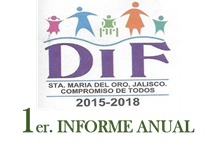 DIF
STA. MARIA DEL ORO, JALISCO.
COMPROMISO DE TODOS
2015-2018
1er. INFORME ANUAL